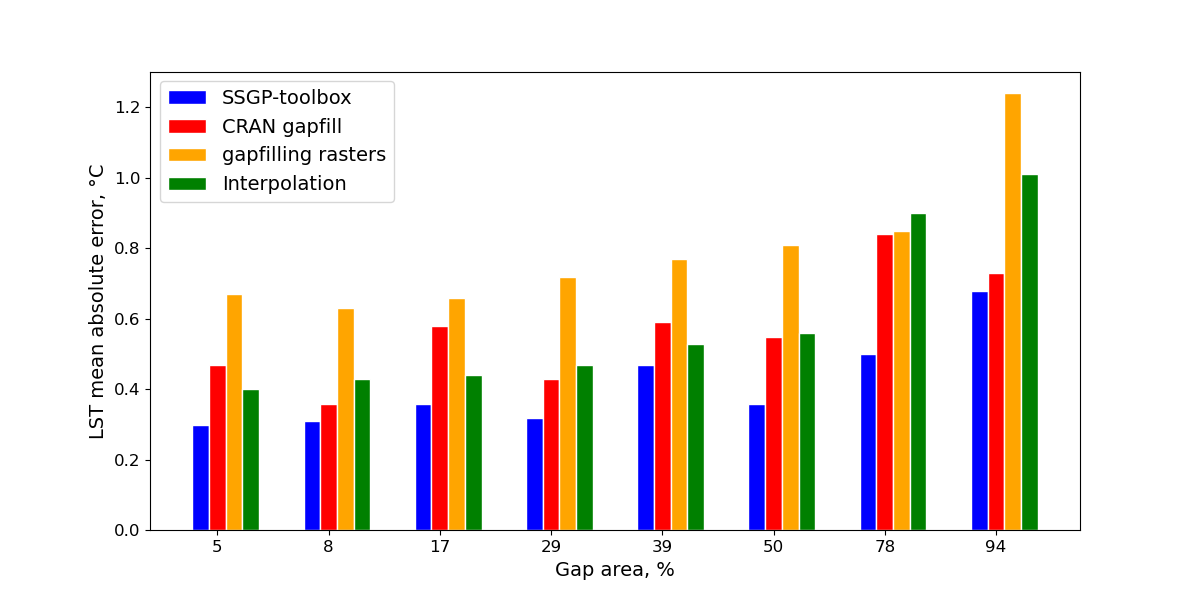 SSGP-toolbox
CRAN gapfill
gapfilling rasters
Interpolation
LST mean absolute error, °C
1.2
1.0
0.8
0.6
0.4
0.2
0.0
5 8 17 29 39 50 78 94
Gap area, %